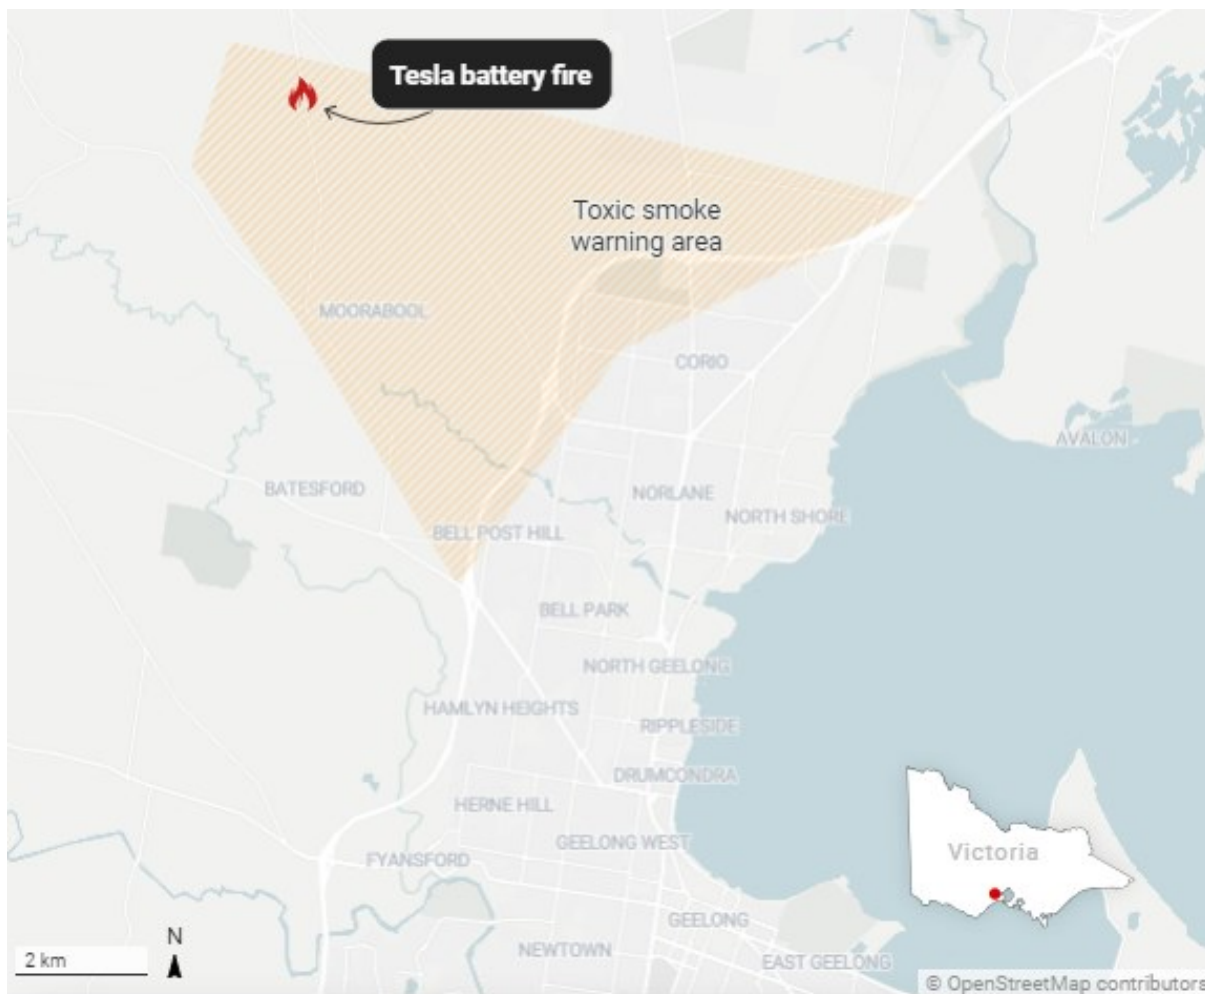 Tesla battery fire
Toxic smoke
warning area
MOORABOOL
CORIO
AVALON
BATESFORD
NORLANE
NORTH SHORE
BELL POST HILL
BELL PARK
NORTH GEELONG
HAMLYN HEIGHTS
RIPPLESIDE
DRUMCONDRA
HERNE HILL
GEELONG WEST
Victoria
FYANSFORD
GEELONG
N
NEWTOWN
2 km
EAST GEELONG
© OpenStreetMap contributors